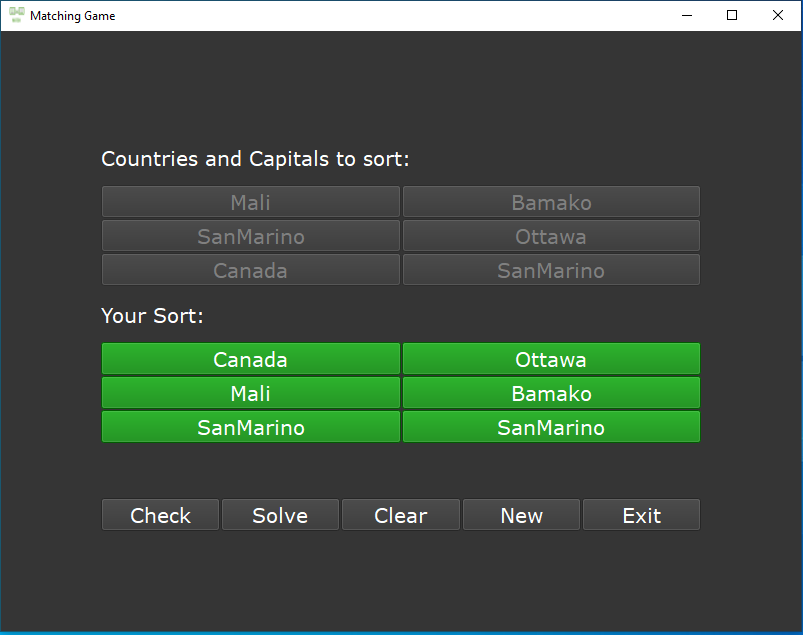 Matching Game
Countries and Capitals to sort:
Mali Bamako
SanMarino Ottawa
Canada SanMarino
Your Sort:
Canada Ottawa
Mali Bamako
SanMarino SanMarino
Check Solve Clear New Exit